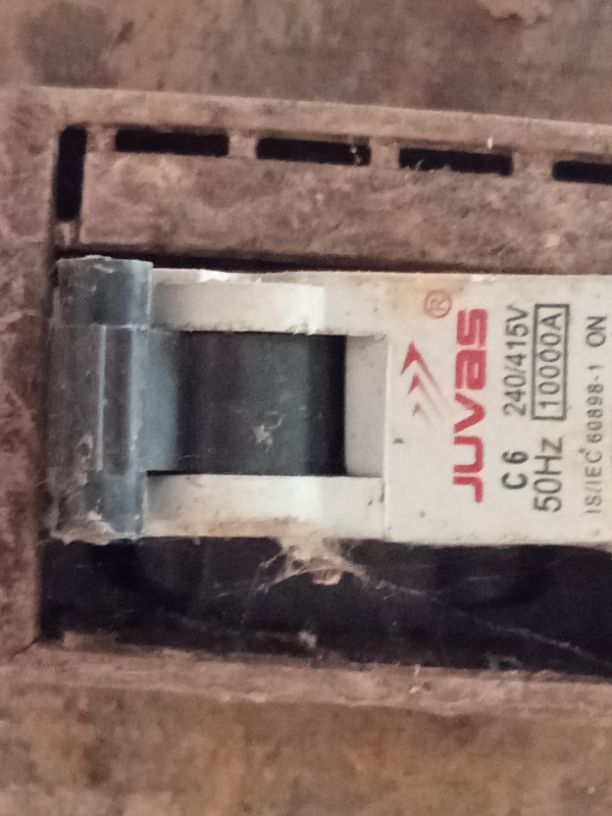 ®
JUVAS
C 6 240/415V
50Hz 10000A
IS/IEC 60898-1 ON